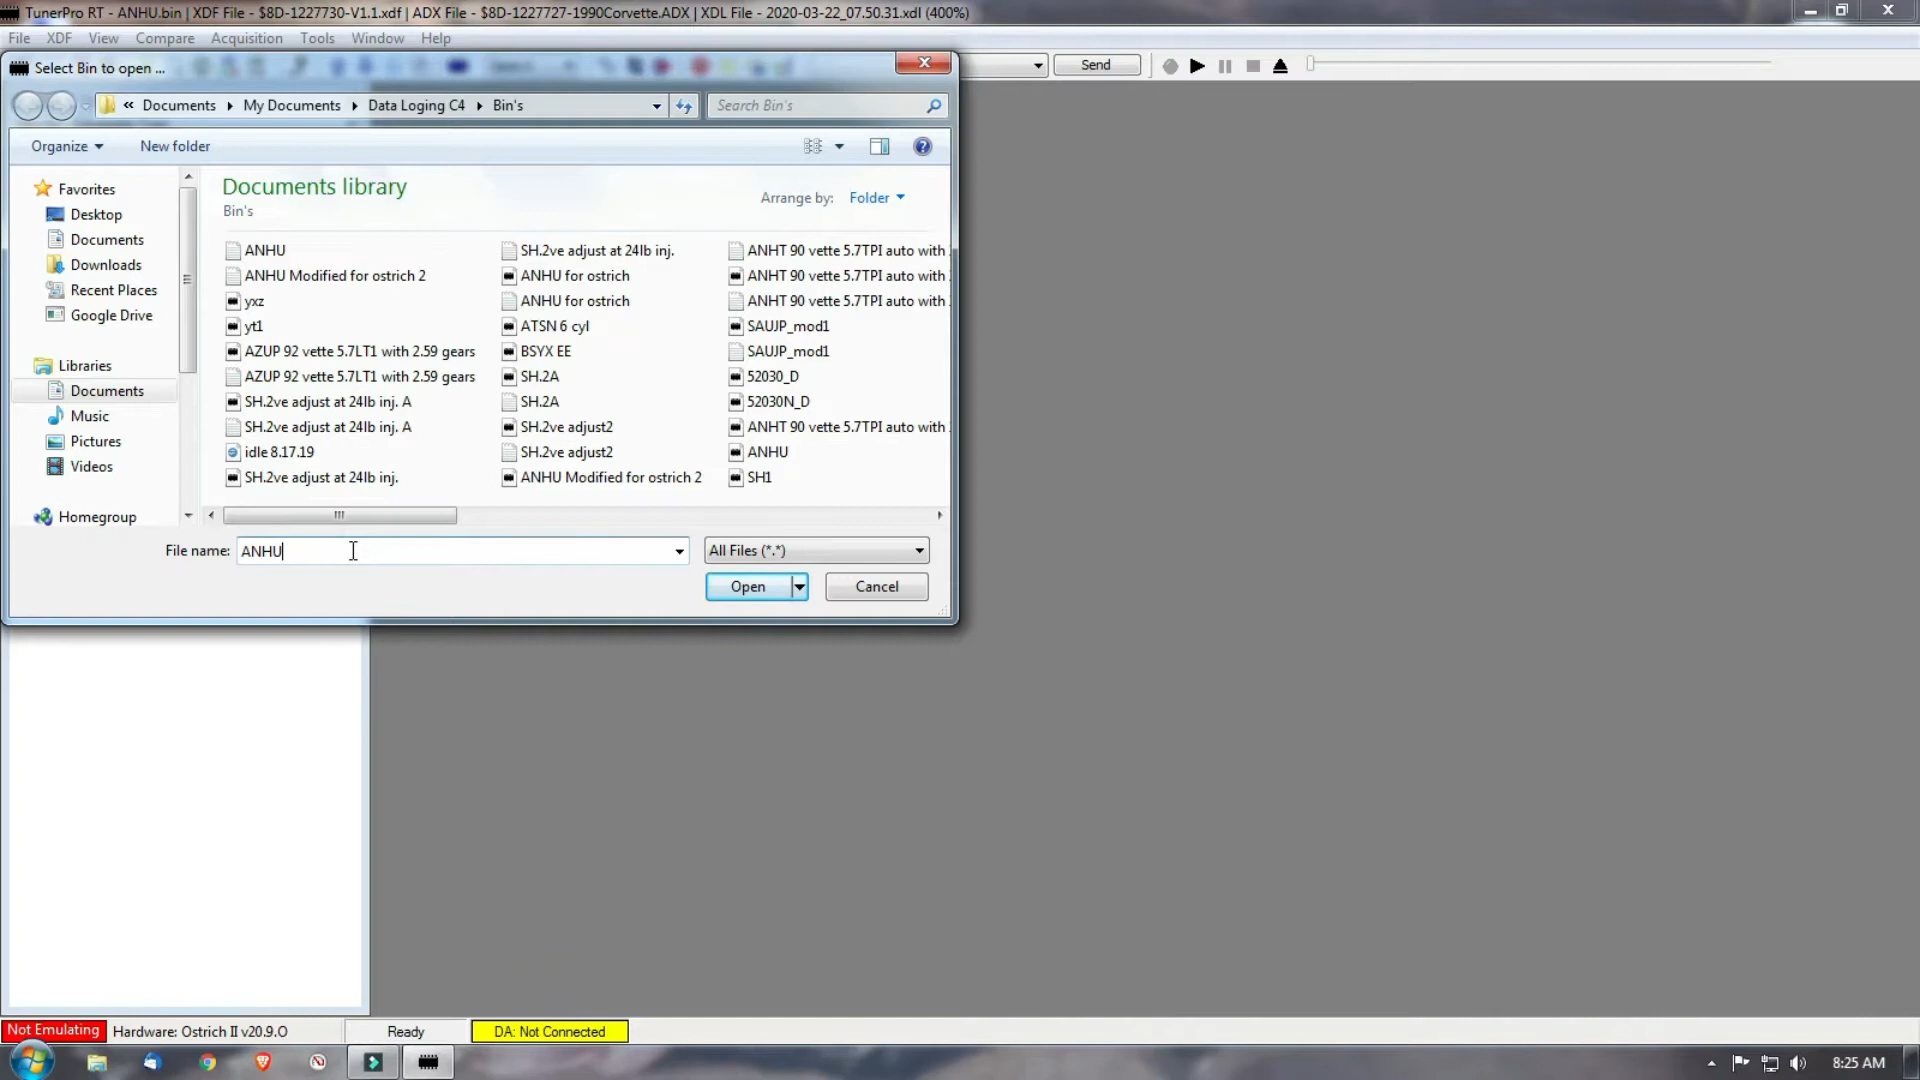 TunerPro RT - ANHU.bin | XDF File - $8D-1227730-V1.1.xdf | ADX File - $8D-1227727-1990Corvette.ADX | XDL File - 2020-03-22_07.50.31.xdl (400%)
File XDF View Compare Acquisition Tools Window Help
Select Bin to open ...
Send
« Documents My Documents Data Loging C4 Bin's
Search Bin's
Organize New folder
Favorites
Desktop
Documents
Downloads
Recent Places
Google Drive
Libraries
Documents
Music
Pictures
Videos
Homegroup
Documents library
Bin's
Arrange by: Folder
ANHU
ANHU Modified for ostrich 2
yxz
yt1
AZUP 92 vette 5.7LT1 with 2.59 gears
AZUP 92 vette 5.7LT1 with 2.59 gears
SH.2ve adjust at 24lb inj. A
SH.2ve adjust at 24lb inj. A
idle 8.17.19
SH.2ve adjust at 24lb inj.
SH.2ve adjust at 24lb inj.
ANHU for ostrich
ANHU for ostrich
ATSN 6 cyl
BSYX EE
SH.2A
SH.2A
SH.2ve adjust2
SH.2ve adjust2
ANHU Modified for ostrich 2
ANHT 90 vette 5.7TPI auto with
ANHT 90 vette 5.7TPI auto with
ANHT 90 vette 5.7TPI auto with
SAUJP_mod1
SAUJP_mod1
52030_D
52030N_D
ANHT 90 vette 5.7TPI auto with
ANHU
SH1
File name: ANHU
All Files (*.*)
Open Cancel
Not Emulating Hardware: Ostrich II v20.9.O Ready DA: Not Connected
8:25 AM